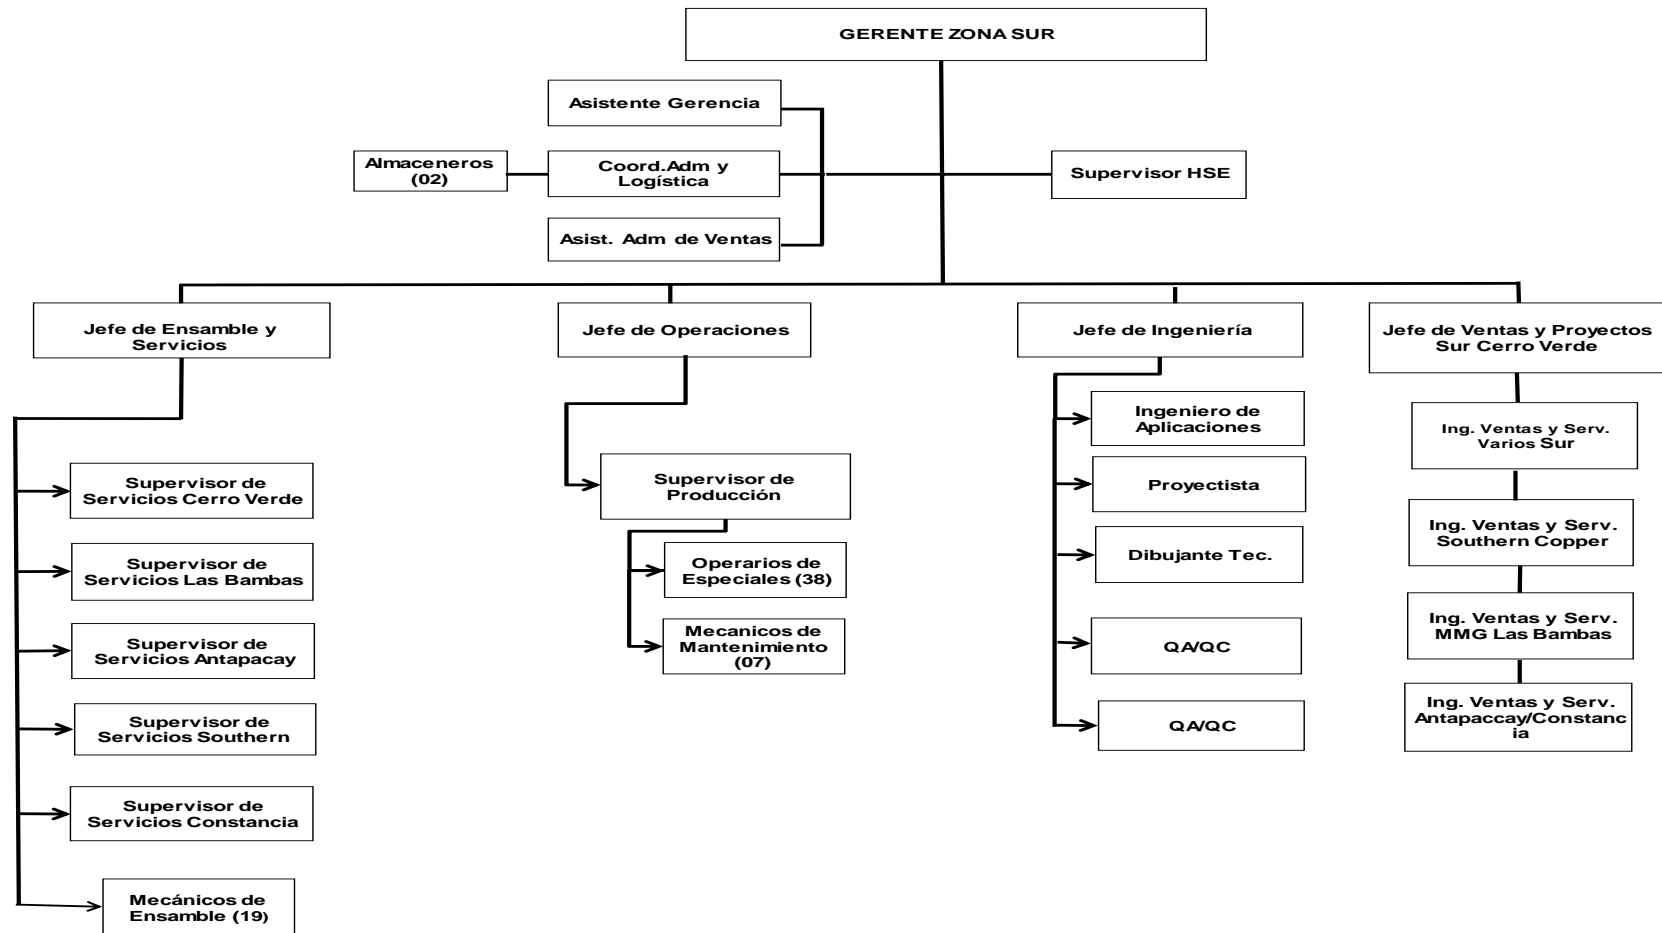 GERENTE ZONA SUR
Asistente Gerencia
Almaceneros
(02)
Coord.Adm y
Logística
Supervisor HSE
Asist. Adm de Ventas
Jefe de Ensamble y
Servicios
Jefe de Operaciones
Jefe de Ingeniería
Jefe de Ventas y Proyectos
Sur Cerro Verde
Supervisor de
Servicios Cerro Verde
Supervisor de
Servicios Las Bambas
Supervisor de
Servicios Antapacay
Supervisor de
Servicios Southern
Supervisor de
Servicios Constancia
Mecánicos de
Ensamble (19)
Supervisor de
Producción
Operarios de
Especiales (38)
Mecanicos de
Mantenimiento
(07)
Ingeniero de
Aplicaciones
Proyectista
Dibujante Tec.
QA/QC
QA/QC
Ing. Ventas y Serv.
Varios Sur
Ing. Ventas y Serv.
Southern Copper
Ing. Ventas y Serv.
MMG Las Bambas
Ing. Ventas y Serv.
Antapaccay/Constanc
ia